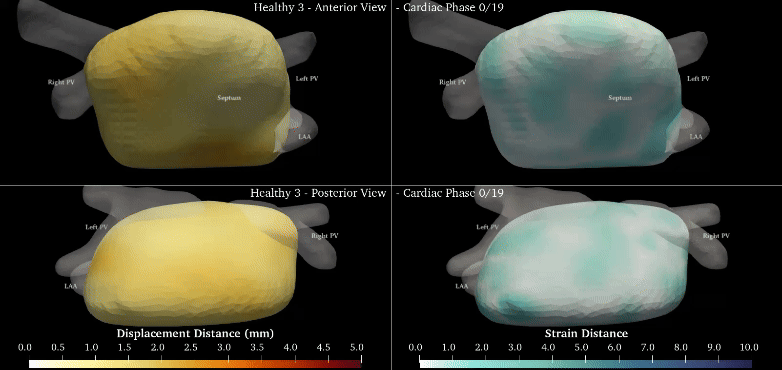 Healthy 3 - Anterior View - Cardiac Phase 0/19
Right PV
Left PV
Septum
LAA
Right PV
Left PV
Septum
LAA
Healthy 3 - Posterior View - Cardiac Phase 0/19
Left PV
Right PV
LAA
Left PV
Right PV
LAA
Displacement Distance (mm)
0.0 0.5 1.0 1.5 2.0 2.5 3.0 3.5 4.0 4.5 5.0
Strain Distance
0.0 1.0 2.0 3.0 4.0 5.0 6.0 7.0 8.0 9.0 10.0